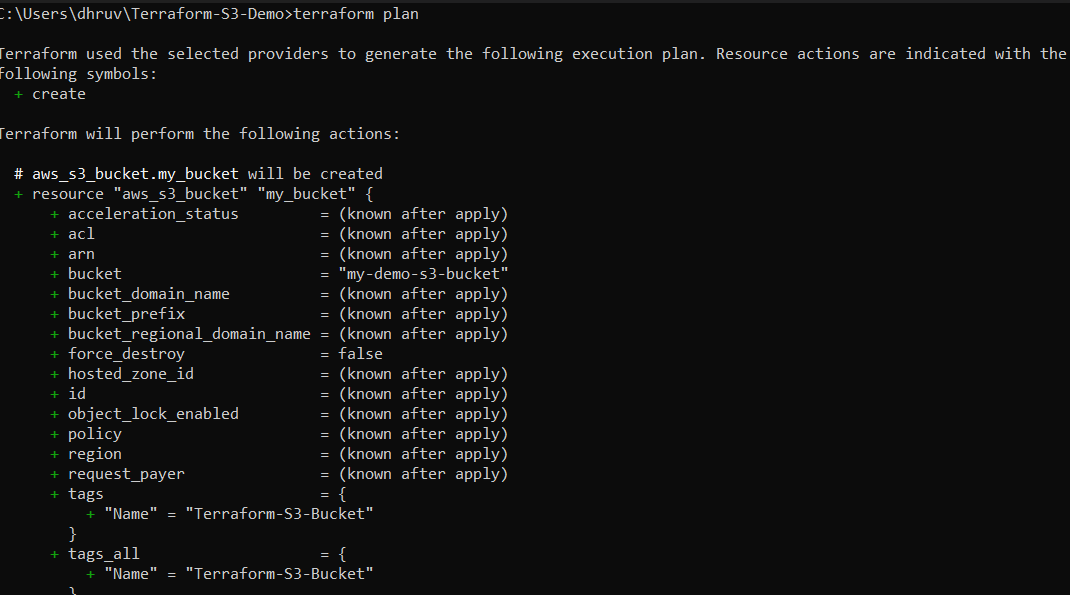 C:\Users\dhruv\Terraform-S3-Demo>terraform plan
Terraform used the selected providers to generate the following execution plan. Resource actions are indicated with the
following symbols:
  + create
Terraform will perform the following actions:
  # aws_s3_bucket.my_bucket will be created
  + resource "aws_s3_bucket" "my_bucket" {
      + acceleration_status         = (known after apply)
      + acl                         = (known after apply)
      + arn                         = (known after apply)
      + bucket                      = "my-demo-s3-bucket"
      + bucket_domain_name          = (known after apply)
      + bucket_prefix               = (known after apply)
      + bucket_regional_domain_name = (known after apply)
      + force_destroy               = false
      + hosted_zone_id              = (known after apply)
      + id                          = (known after apply)
      + object_lock_enabled         = (known after apply)
      + policy                      = (known after apply)
      + region                      = (known after apply)
      + request_payer               = (known after apply)
      + tags                        = {
          + "Name" = "Terraform-S3-Bucket"
        }
      + tags_all                    = {
          + "Name" = "Terraform-S3-Bucket"
        }